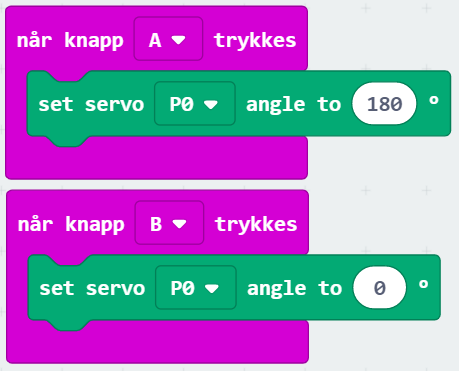 når knapp A trykkes
set servo P0 angle to 180 °
når knapp B trykkes
set servo P0 angle to 0 °